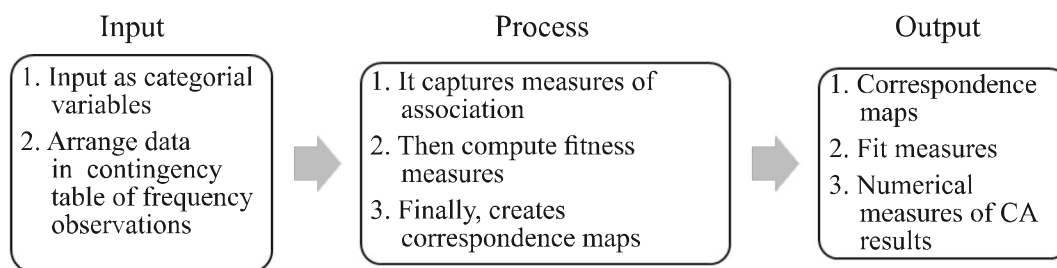 Input
1. Input as categorial
variables
2. Arrange data
in contingency
table of frequency
observations
Process
1. It captures measures of
association
2. Then compute fitness
measures
3. Finally, creates
correspondence maps
Output
1. Correspondence
maps
2. Fit measures
3. Numerical
measures of CA
results